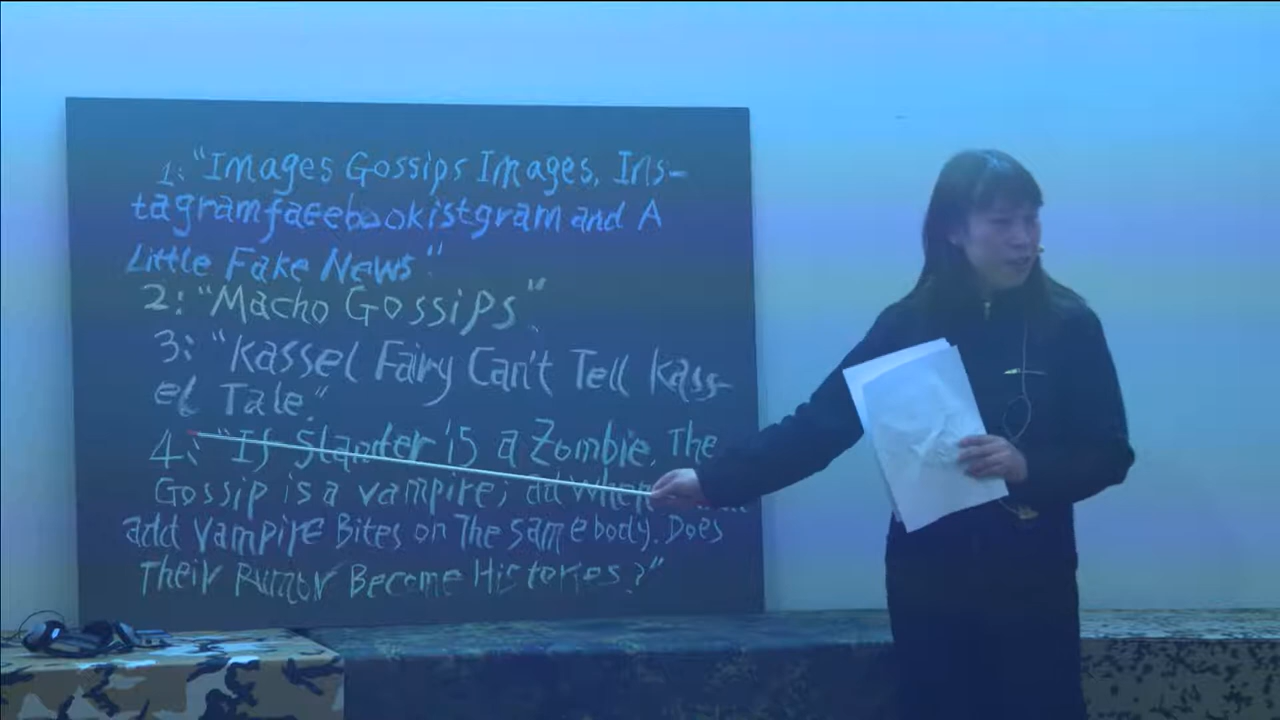 1: "Images Gossips Images, Ins-
tagramfacebookistgram and A
Little Fake News"
2: "Macho Gossips"
3: "Kassel Fairy Can't Tell Kass-
el Tale."
4: "If Slander is a Zombie, The
Gossip is a vampire,
add Vampire Bites on The same body. Does
Their Rumor Become Histories?"